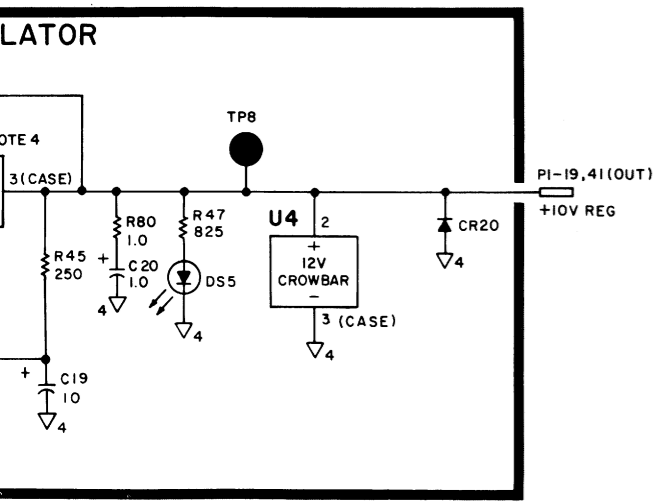 LATOR
TP8
OTE 4
3(CASE)
P1-19,41(OUT)
+10V REG
R80
1.0
R47
825
U4
2
CR20
R45
250
+
C20
1.0
DS5
+
12V
CROWBAR
−
4
4
4
3 (CASE)
4
4
+
C19
10
4